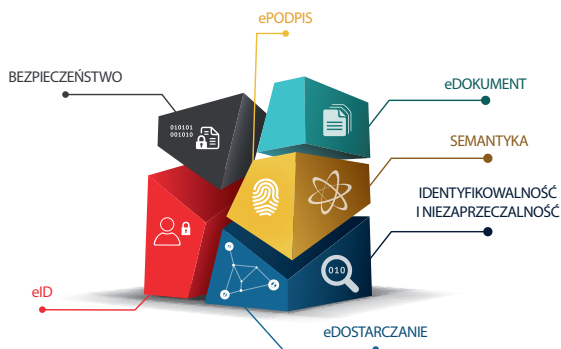 ePODPIS
BEZPIECZEŃSTWO
eDOKUMENT
010101
001010
SEMANTYKA
IDENTYFIKOWALNOŚĆ
I NIEZAPRZECZALNOŚĆ
010
eID
eDOSTARCZANIE